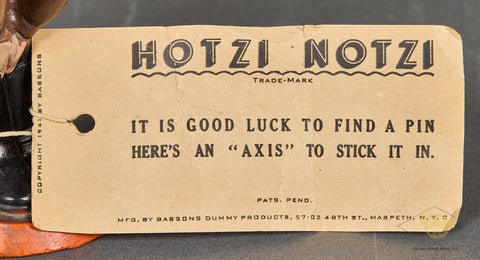 HOTZI NOTZI
TRADE-MARK
IT IS GOOD LUCK TO FIND A PIN
HERE'S AN "AXIS" TO STICK IT IN.
PATS. PEND.
MFG. BY BASSONS DUMMY PRODUCTS, 57-02 48TH ST., MASPETH, N.Y.C
COPYRIGHT 1941 BY BASSONS